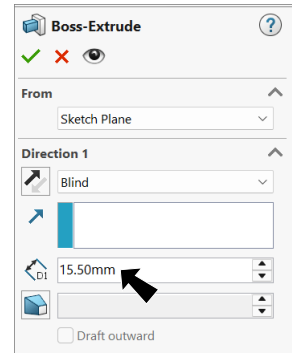 Boss-Extrude
?
From
Sketch Plane
Direction 1
Blind
D1
15.50mm
Draft outward